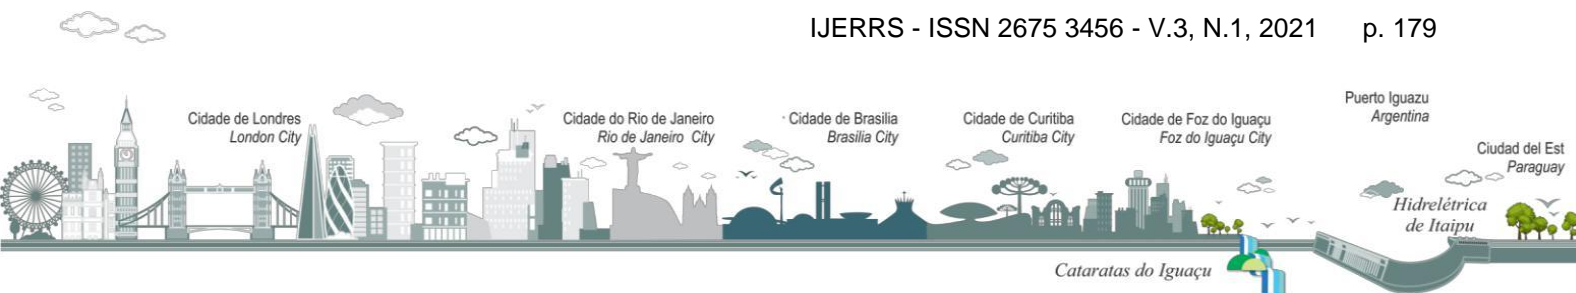 IJERRS - ISSN 2675 3456 - V.3, N.1, 2021 p. 179
Cidade de Londres
London City
Cidade do Rio de Janeiro
Rio de Janeiro City
Cidade de Brasilia
Brasilia City
Cidade de Curitiba
Curitiba City
Cidade de Foz do Iguaçu
Foz do Iguaçu City
Puerto Iguazu
Argentina
Ciudad del Est
Paraguay
Hidrelétrica
de Itaipu
Cataratas do Iguaçu